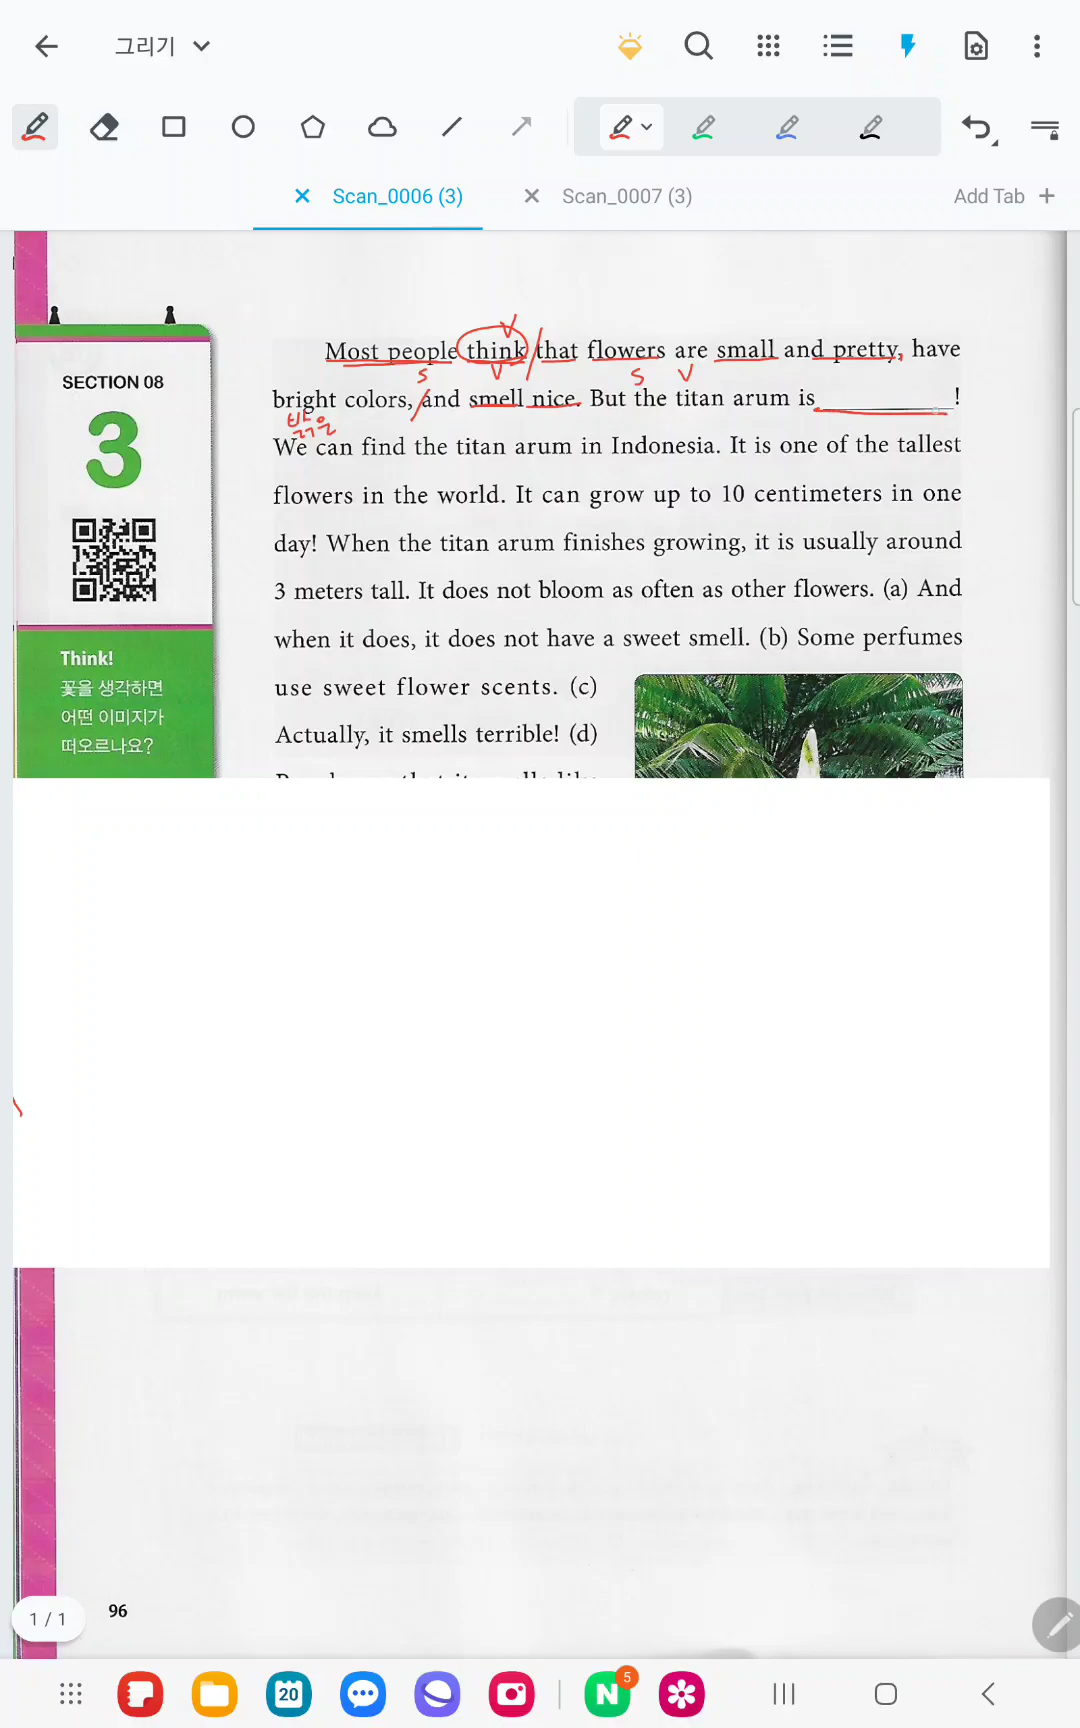 그리기
Scan_0006 (3)
Scan_0007 (3)
Add Tab +
Most people think that flowers are small and pretty, have
V
S V S V
SECTION 08
bright colors, and smell nice. But the titan arum is __________!
밝은
3
We can find the titan arum in Indonesia. It is one of the tallest
flowers in the world. It can grow up to 10 centimeters in one
day! When the titan arum finishes growing, it is usually around
3 meters tall. It does not bloom as often as other flowers. (a) And
when it does, it does not have a sweet smell. (b) Some perfumes
use sweet flower scents. (c)
Actually, it smells terrible! (d)
Think!
꽃을 생각하면
어떤 이미지가
떠오르나요?
1 / 1
96
20
N
5